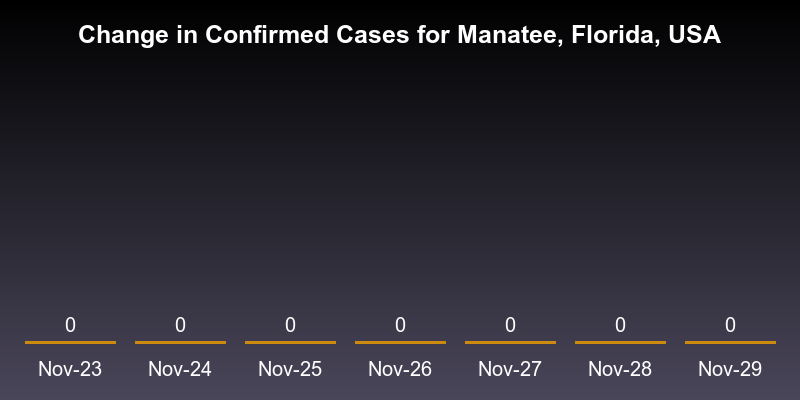 Change in Confirmed Cases for Manatee, Florida, USA
0 0 0 0 0 0 0
Nov-23 Nov-24 Nov-25 Nov-26 Nov-27 Nov-28 Nov-29